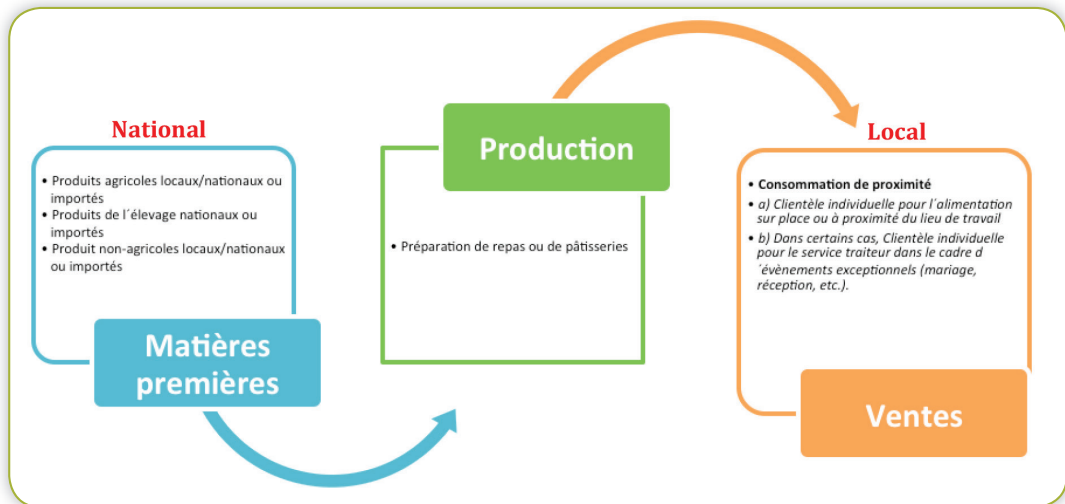 National
• Produits agricoles locaux/nationaux ou
importés
• Produits de l´élevage nationaux ou
importés
• Produit non-agricoles locaux/nationaux
ou importés
Matières
premières
Production
• Préparation de repas ou de pâtisseries
Local
• Consommation de proximité
• a) Clientèle individuelle pour l´alimentation
sur place ou à proximité du lieu de travail
• b) Dans certains cas, Clientèle individuelle
pour le service traiteur dans le cadre d
´évènements exceptionnels (mariage,
réception, etc.).
Ventes